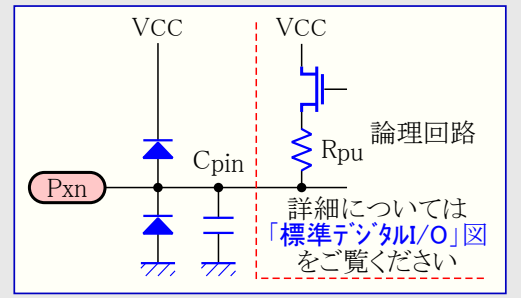 VCC VCC
論理回路
Cpin Rpu
Pxn
詳細については
「標準デジタルI/O」図
をご覧ください